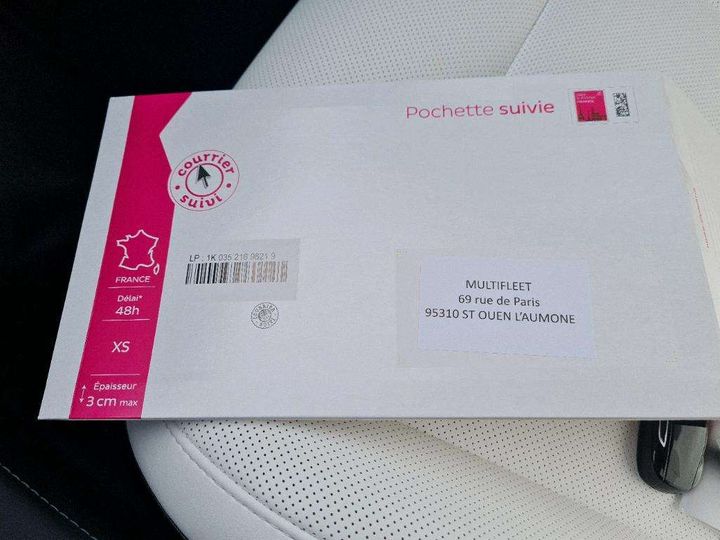 Pochette suivie
courrier suivi
LP : 1K 035 216 9821 9
FRANCE
Délai*
48h
XS
Épaisseur
3 cm max
MULTIFLEET
69 rue de Paris
95310 ST OUEN L'AUMONE